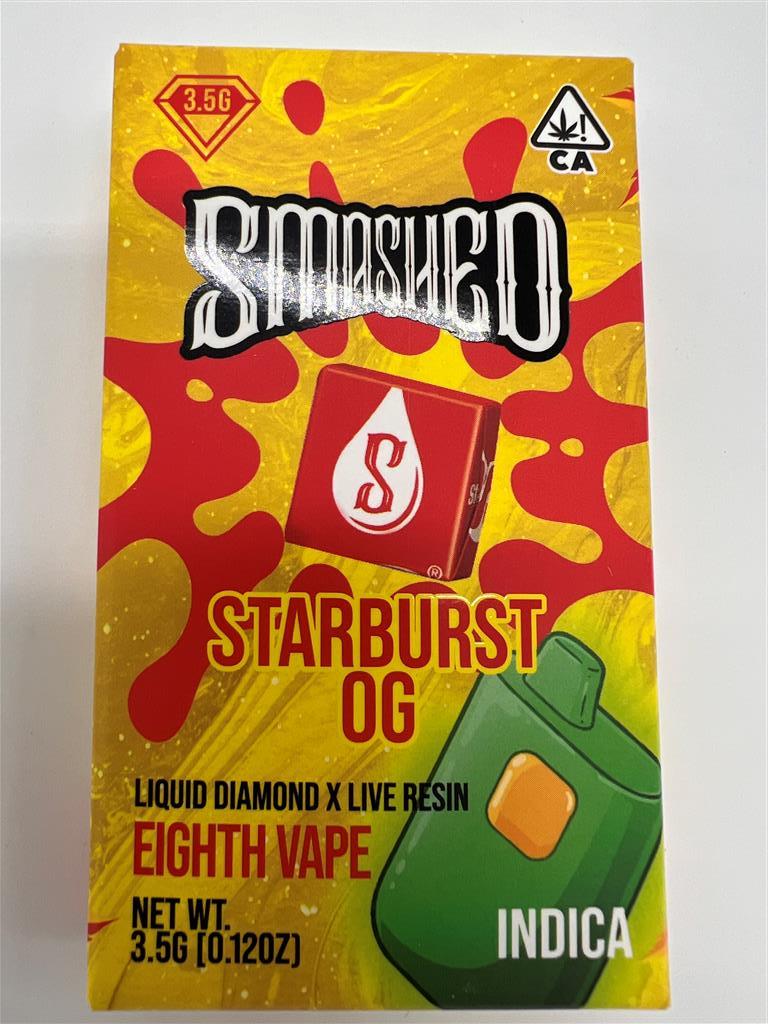 3.5G
CA
SMASHED
S
®
STARBURST
OG
LIQUID DIAMOND X LIVE RESIN
EIGHTH VAPE
NET WT.
3.5G [0.12OZ)
INDICA